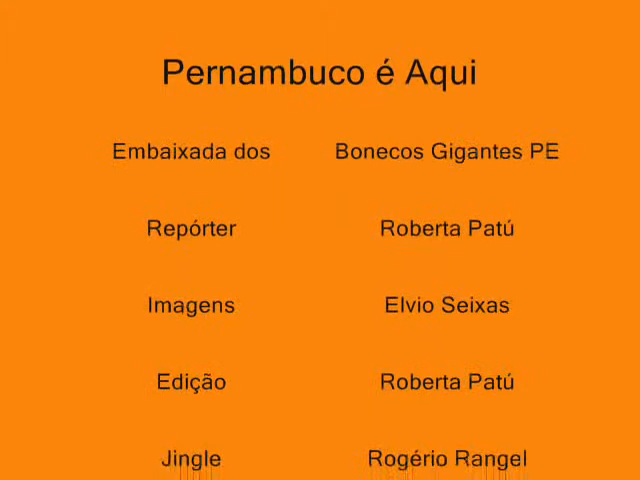 Pernambuco é Aqui
Embaixada dos Bonecos Gigantes PE
Repórter Roberta Patú
Imagens Elvio Seixas
Edição Roberta Patú
Jingle Rogério Rangel